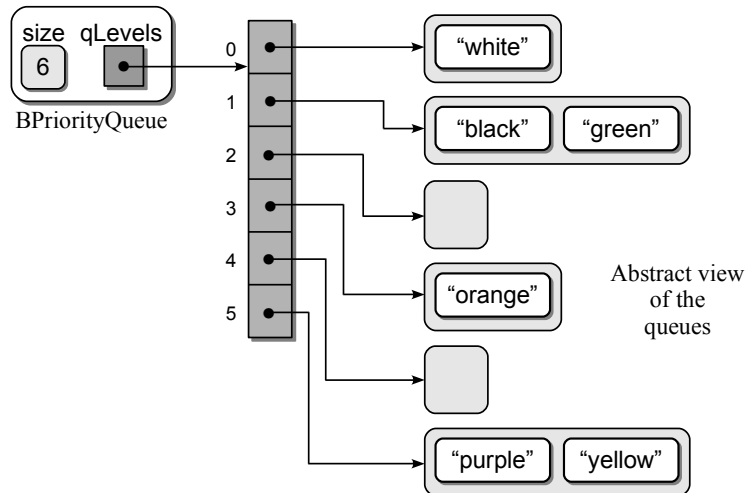 size qLevels
6
BPriorityQueue
0
“white”
1
“black” “green”
2
3
“orange”
4
5
“purple” “yellow”
Abstract view
of the
queues